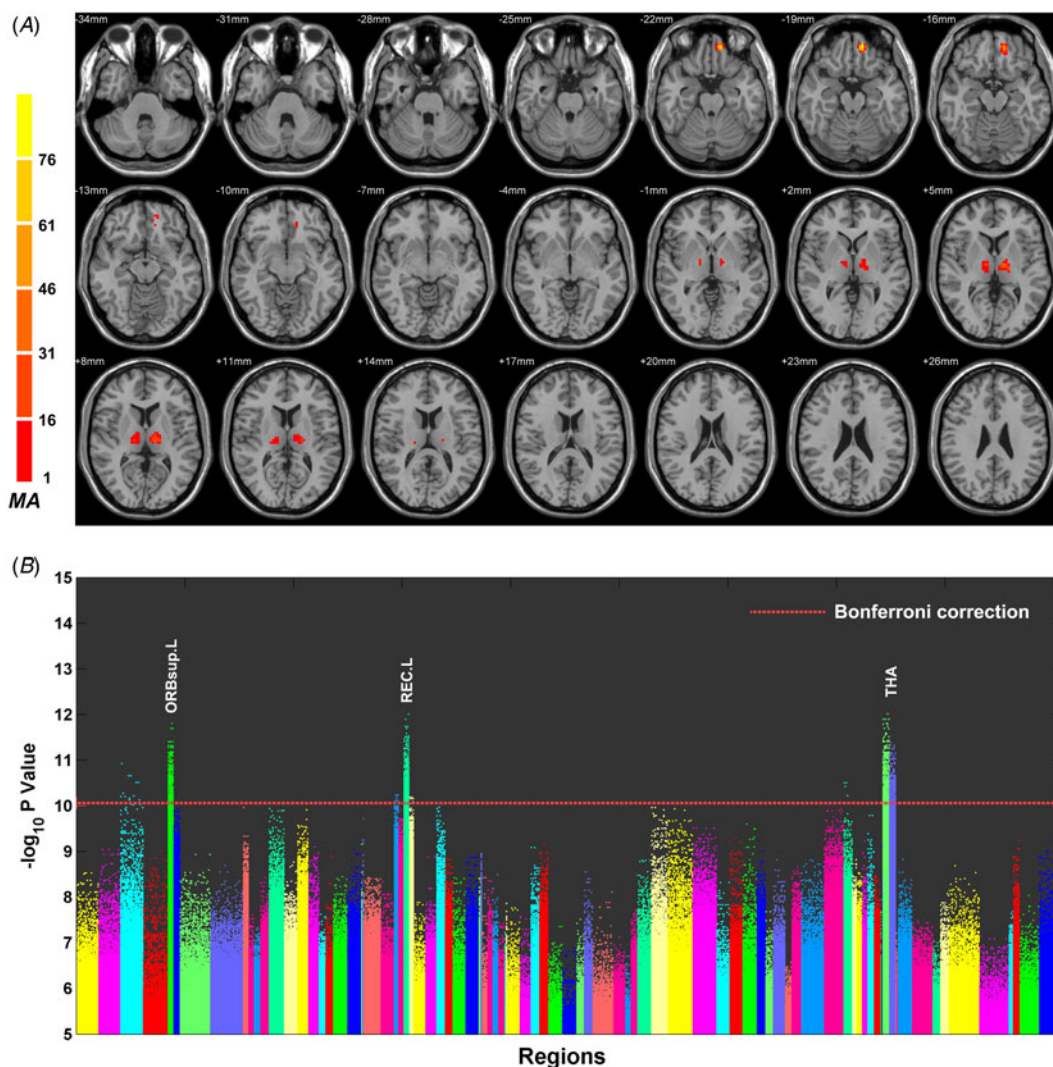 (A)
-34mm -31mm -28mm -25mm -22mm -19mm -16mm
-13mm -10mm -7mm -4mm -1mm +2mm +5mm
+8mm +11mm +14mm +17mm +20mm +23mm +26mm
76
61
46
31
16
1
MA
(B)
15
14
13
12
11
10
9
8
7
6
5
-log10 P Value
Bonferroni correction
ORBsup.L
REC.L
THA
Regions